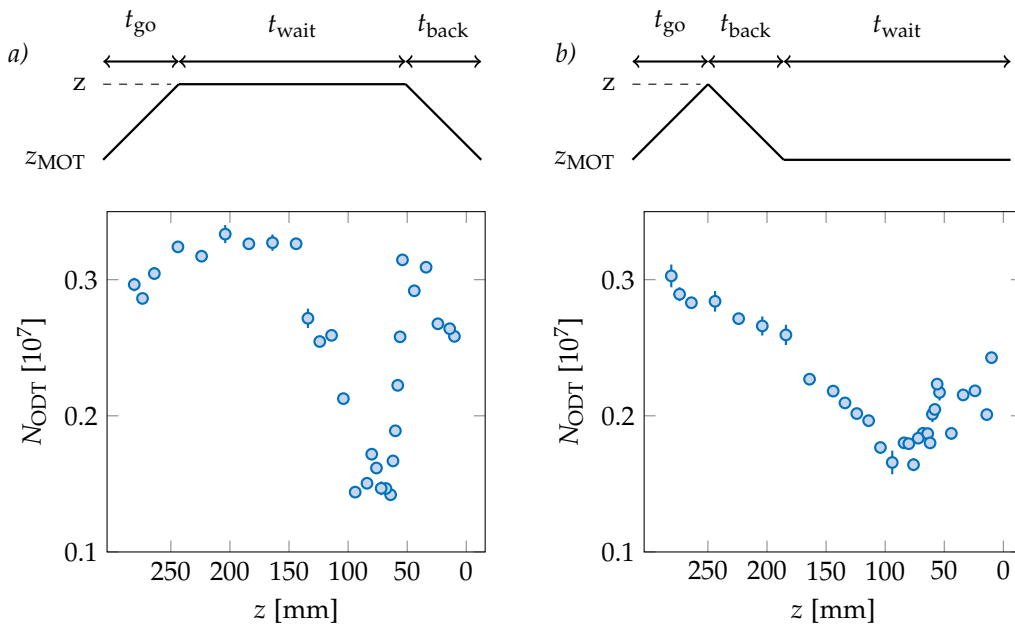 a)
t_go t_wait t_back
z
z_MOT
0.3
0.2
0.1
N_ODT [10^7]
250 200 150 100 50 0
z [mm]
b)
t_go t_back t_wait
z
z_MOT
0.3
0.2
0.1
N_ODT [10^7]
250 200 150 100 50 0
z [mm]